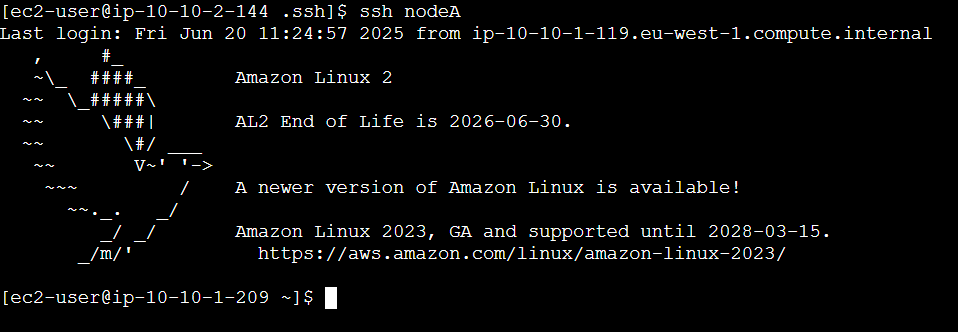 [ec2-user@ip-10-10-2-144 .ssh]$ ssh nodeA
Last login: Fri Jun 20 11:24:57 2025 from ip-10-10-1-119.eu-west-1.compute.internal
   ,     #_
   ~\_  ####_        Amazon Linux 2
  ~~  \_#####\
  ~~     \###|       AL2 End of Life is 2026-06-30.
  ~~       \#/ ___
   ~~       V~' '->
    ~~~         /    A newer version of Amazon Linux is available!
      ~~._.   _/
         _/ _/       Amazon Linux 2023, GA and supported until 2028-03-15.
       _/m/'           https://aws.amazon.com/linux/amazon-linux-2023/
[ec2-user@ip-10-10-1-209 ~]$